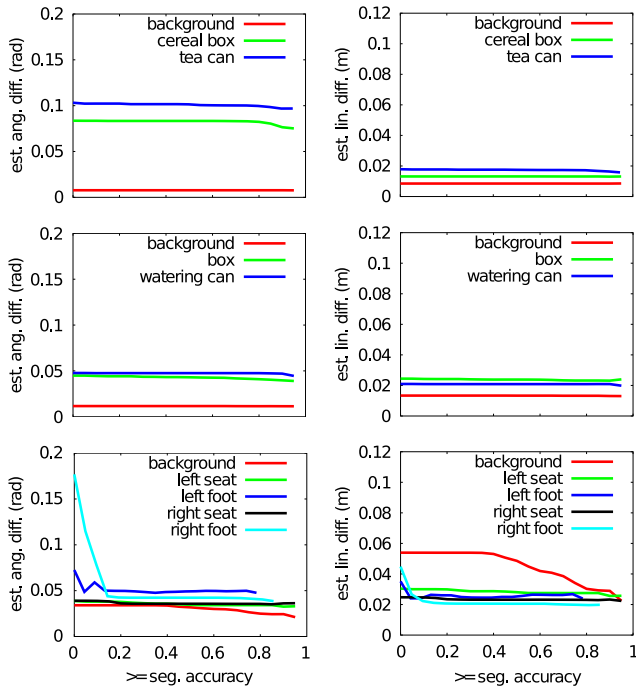 0.2
0.15
0.1
0.05
0
est. ang. diff. (rad)
background
cereal box
tea can
0.12
0.1
0.08
0.06
0.04
0.02
0
est. lin. diff. (m)
background
cereal box
tea can
0.2
0.15
0.1
0.05
0
est. ang. diff. (rad)
background
box
watering can
0.12
0.1
0.08
0.06
0.04
0.02
0
est. lin. diff. (m)
background
box
watering can
0.2
0.15
0.1
0.05
0
est. ang. diff. (rad)
background
left seat
left foot
right seat
right foot
0 0.2 0.4 0.6 0.8 1
>= seg. accuracy
0.12
0.1
0.08
0.06
0.04
0.02
0
est. lin. diff. (m)
background
left seat
left foot
right seat
right foot
0 0.2 0.4 0.6 0.8 1
>= seg. accuracy